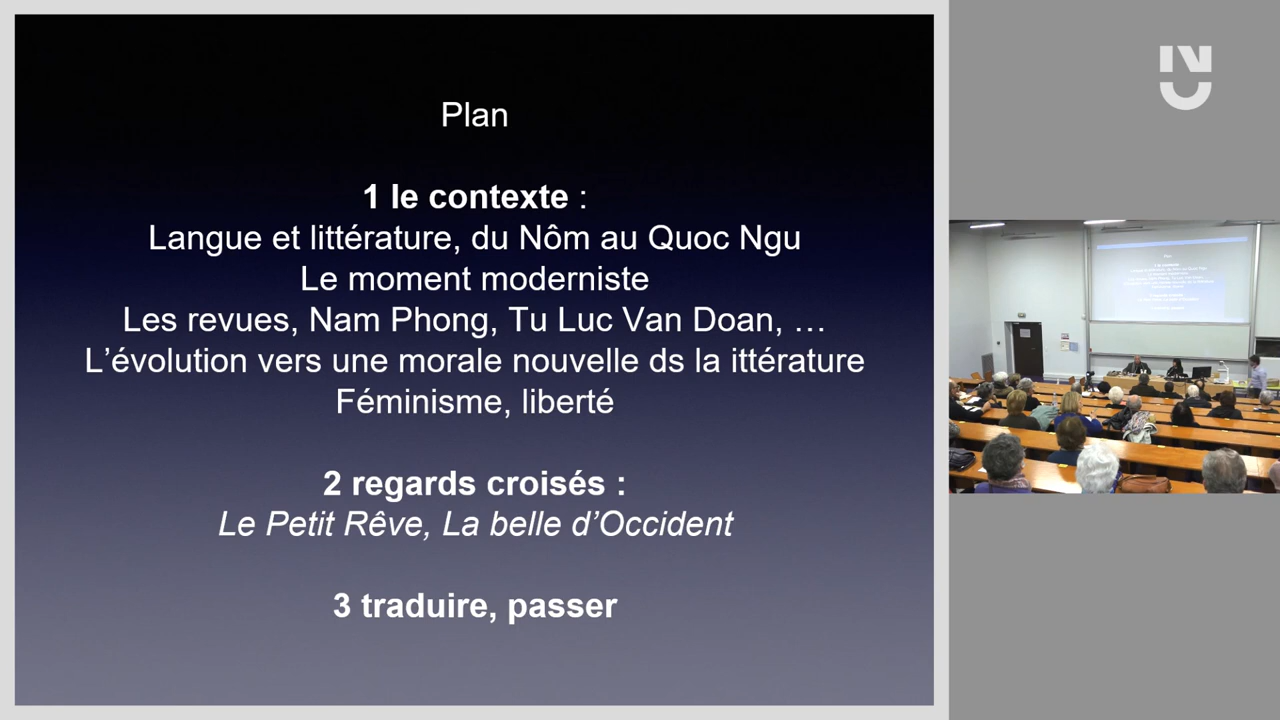 Plan
1 le contexte :
Langue et littérature, du Nôm au Quoc Ngu
Le moment moderniste
Les revues, Nam Phong, Tu Luc Van Doan, …
L’évolution vers une morale nouvelle ds la ittérature
Féminisme, liberté
2 regards croisés :
Le Petit Rêve, La belle d’Occident
3 traduire, passer